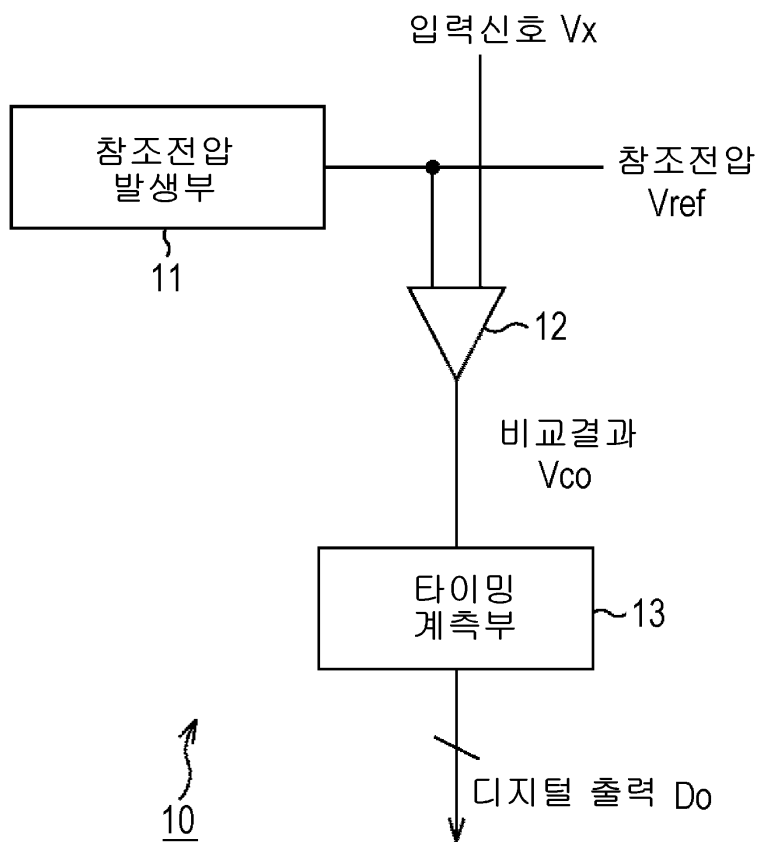 입력신호 Vx
참조전압
발생부
11
참조전압
Vref
12
비교결과
Vco
타이밍
계측부
13
디지털 출력 Do
10